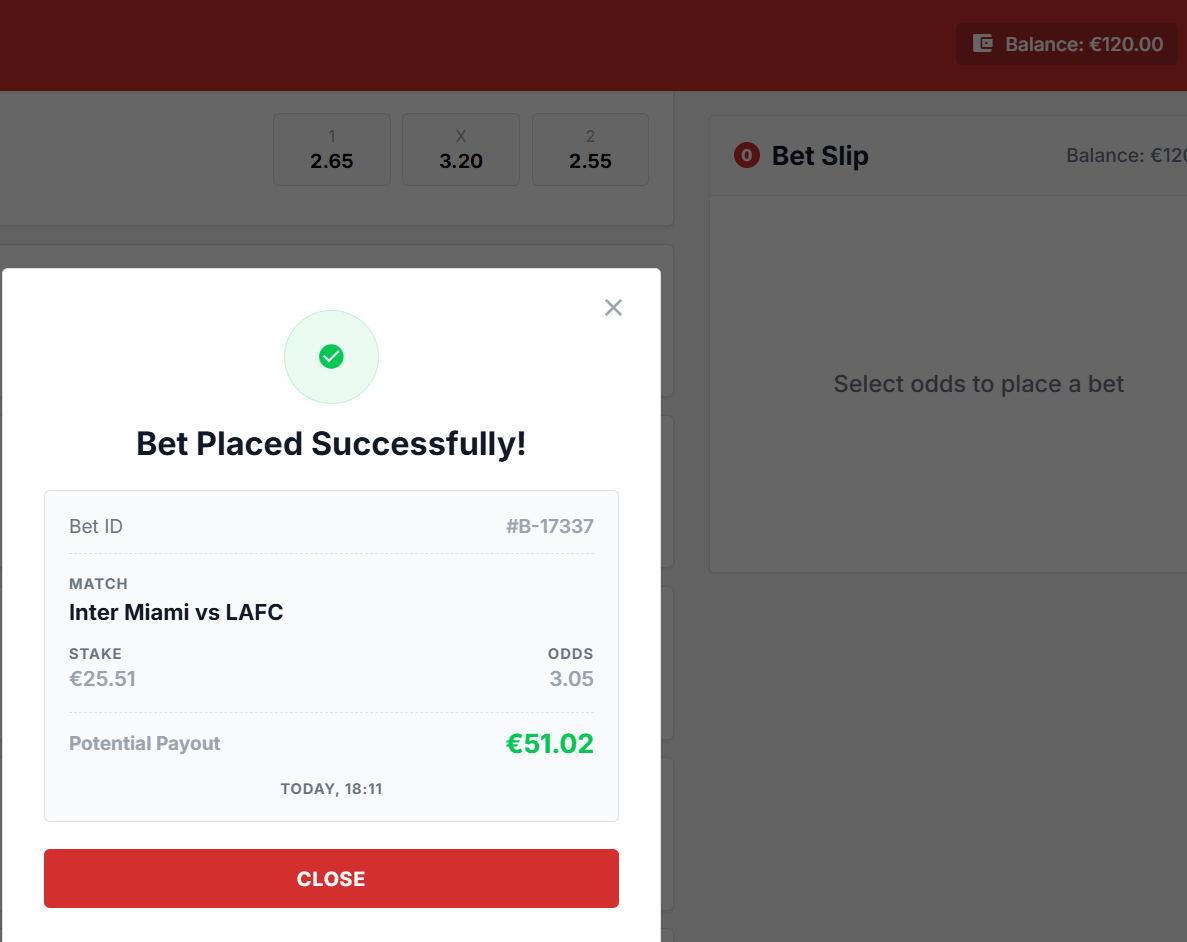 Balance: €120.00
1 X 2
2.65 3.20 2.55
0 Bet Slip Balance: €120
Select odds to place a bet
Bet Placed Successfully!
Bet ID #B-17337
MATCH
Inter Miami vs LAFC
STAKE ODDS
€25.51 3.05
Potential Payout €51.02
TODAY, 18:11
CLOSE